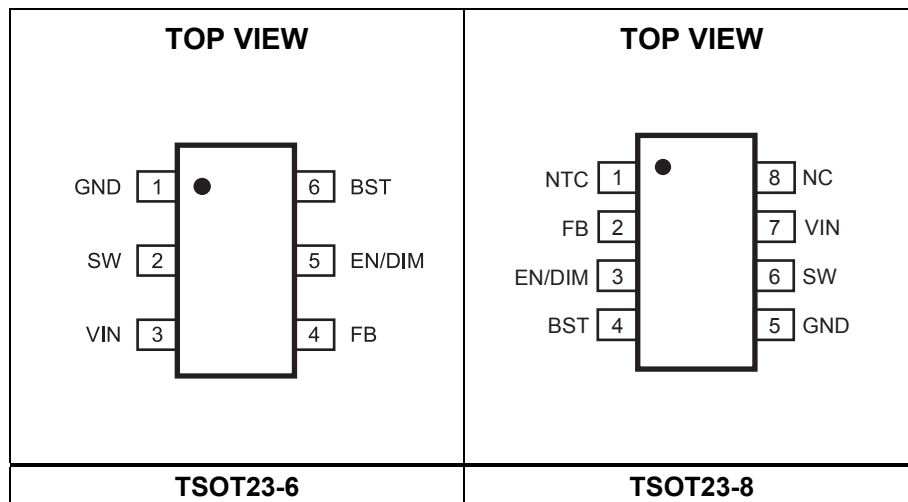 TOP VIEW
GND 1 6 BST
SW 2 5 EN/DIM
VIN 3 4 FB
TSOT23-6
TOP VIEW
NTC 1 8 NC
FB 2 7 VIN
EN/DIM 3 6 SW
BST 4 5 GND
TSOT23-8